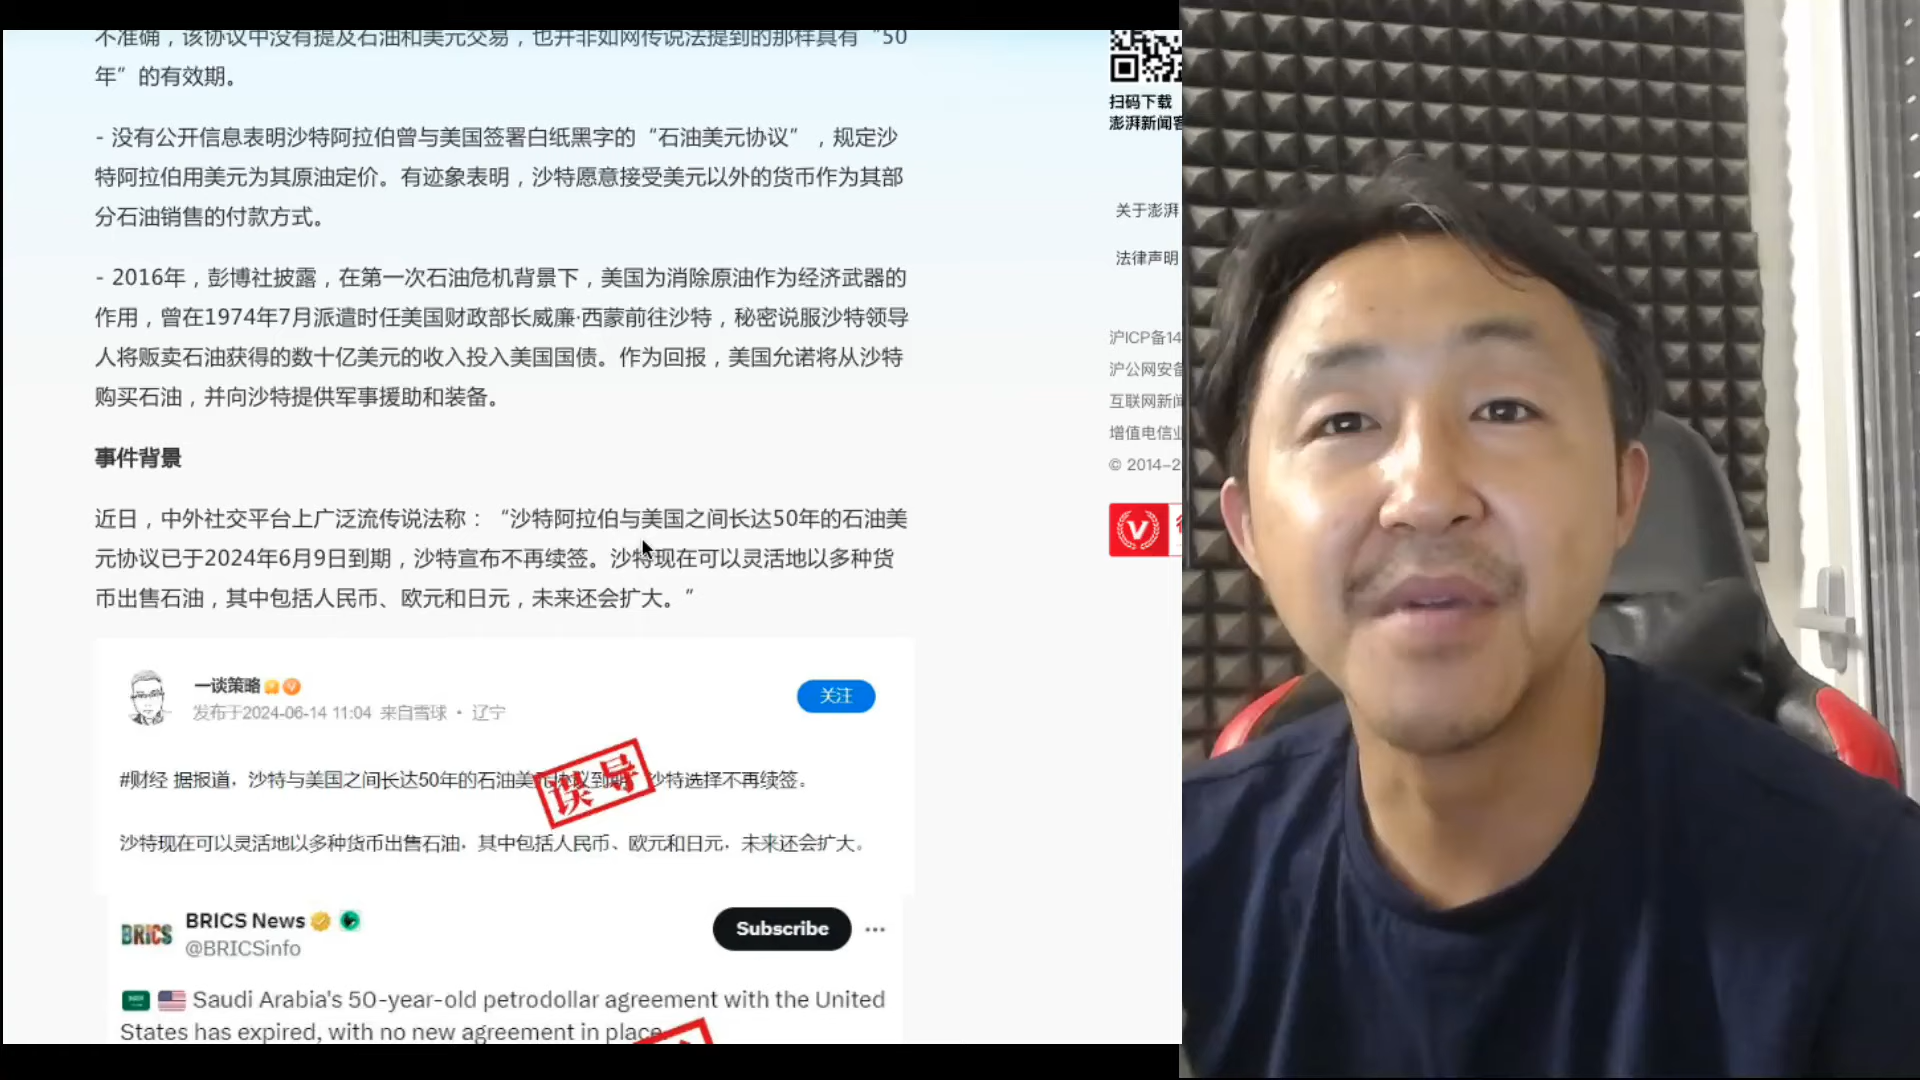 不准确，该协议中没有提及石油和美元交易，也并非如网传说法提到的那样具有“50
年”的有效期。
- 没有公开信息表明沙特阿拉伯曾与美国签署白纸黑字的“石油美元协议”，规定沙
特阿拉伯用美元为其原油定价。有迹象表明，沙特愿意接受美元以外的货币作为其部
分石油销售的付款方式。
- 2016年，彭博社披露，在第一次石油危机背景下，美国为消除原油作为经济武器的
作用，曾在1974年7月派遣时任美国财政部长威廉·西蒙前往沙特，秘密说服沙特领导
人将贩卖石油获得的数十亿美元的收入投入美国国债。作为回报，美国允诺将从沙特
购买石油，并向沙特提供军事援助和装备。
事件背景
近日，中外社交平台上广泛流传说法称：“沙特阿拉伯与美国之间长达50年的石油美
元协议已于2024年6月9日到期，沙特宣布不再续签。沙特现在可以灵活地以多种货
币出售石油，其中包括人民币、欧元和日元，未来还会扩大。”
一谈策略
关注
发布于2024-06-14 11:04 来自雪球 · 辽宁
#财经 据报道，沙特与美国之间长达50年的石油美元协议到期，沙特选择不再续签。
误导
沙特现在可以灵活地以多种货币出售石油，其中包括人民币、欧元和日元，未来还会扩大。
BRICS
BRICS News
@BRICSinfo
Subscribe
Saudi Arabia's 50-year-old petrodollar agreement with the United
States has expired, with no new agreement in place
扫码下载
澎湃新闻客
关于澎湃
法律声明
沪ICP备14
沪公网安备
互联网新闻
增值电信业
© 2014-2